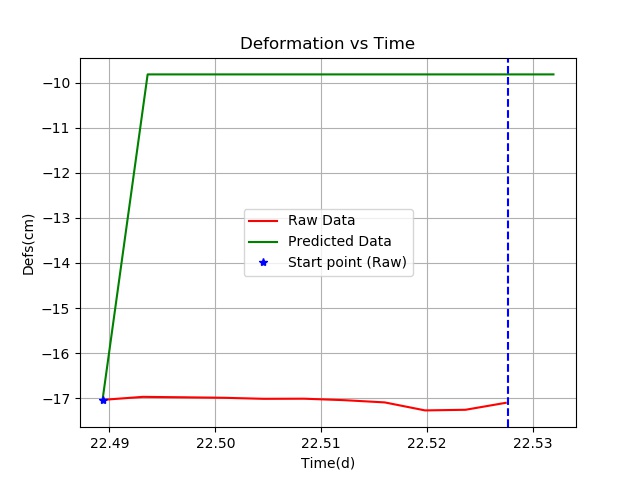 Deformation vs Time
Defs(cm)
−10
−11
−12
−13
−14
−15
−16
−17
Raw Data
Predicted Data
Start point (Raw)
22.49 22.50 22.51 22.52 22.53
Time(d)